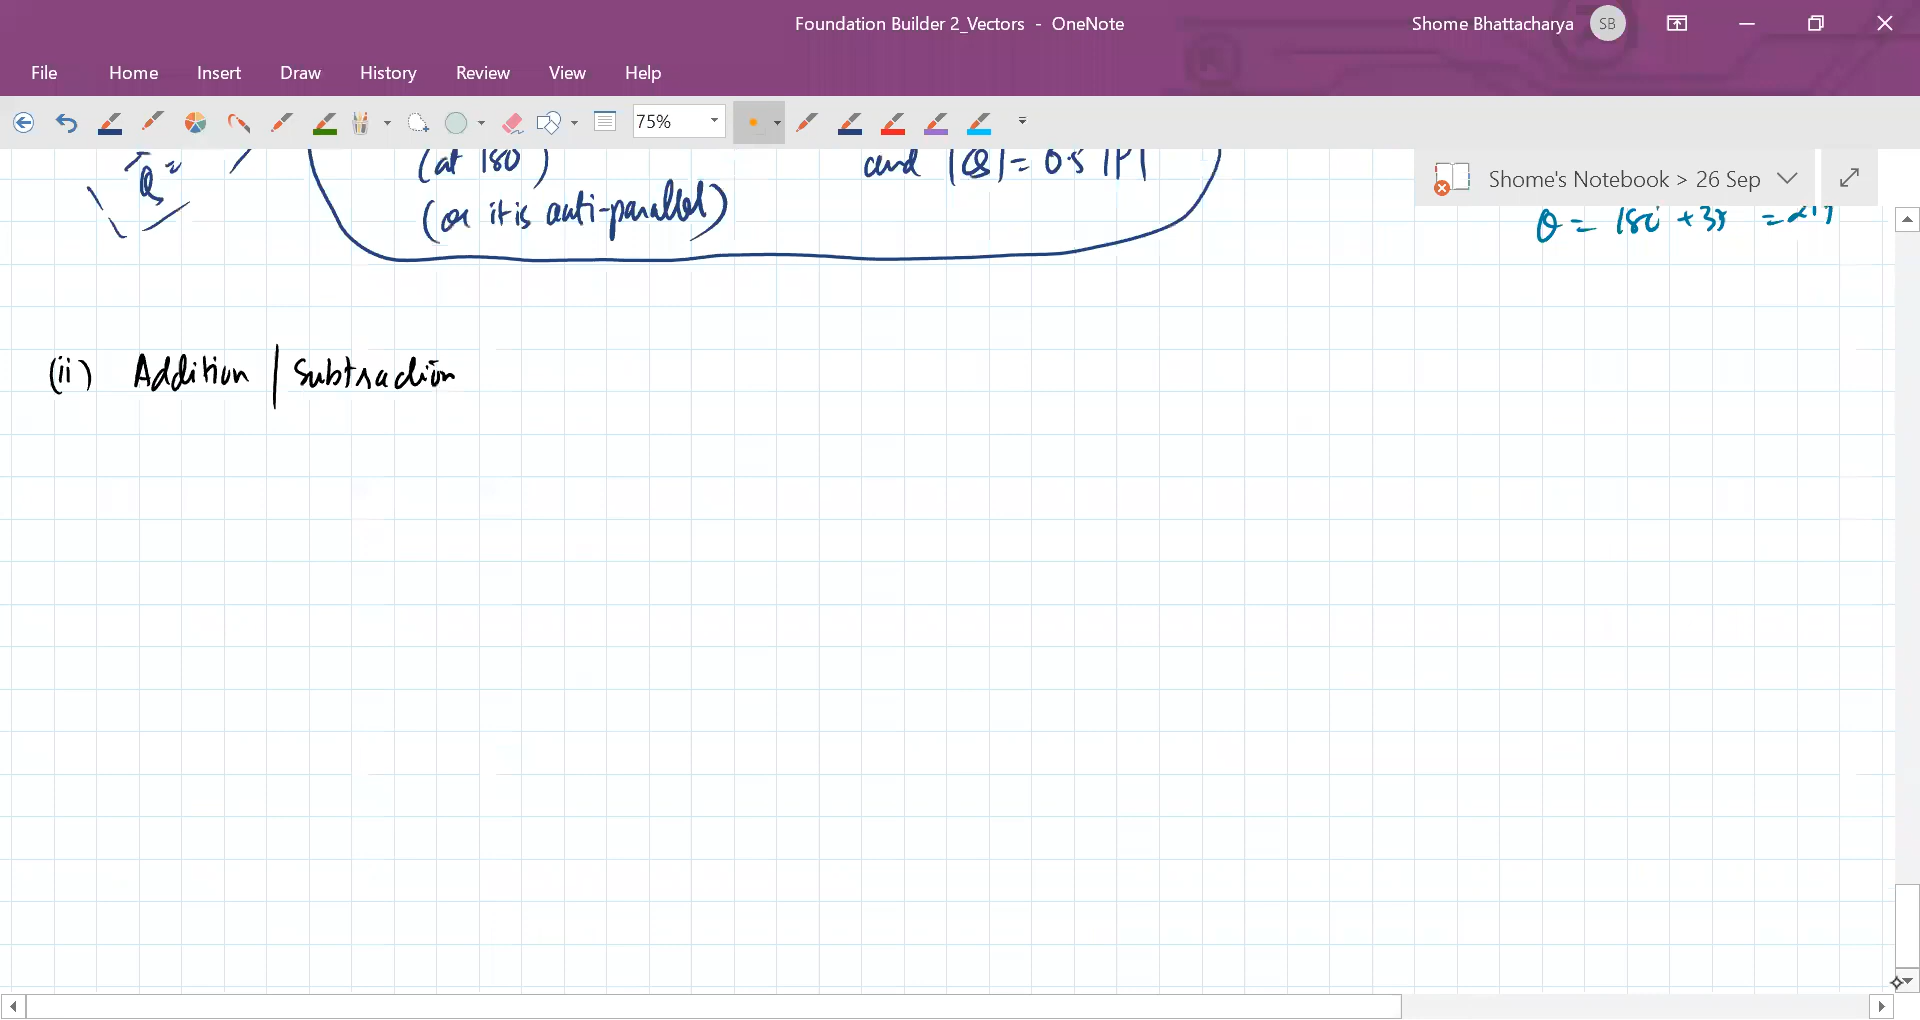 Foundation Builder 2_Vectors - OneNote
Shome Bhattacharya SB
File Home Insert Draw History Review View Help
75%
Shome's Notebook > 26 Sep
(at 180°)
and |Q| = 0.5 |P|
Q =
(or it is anti-parallel)
θ = 180 + 33 =
(ii) Addition | Subtraction